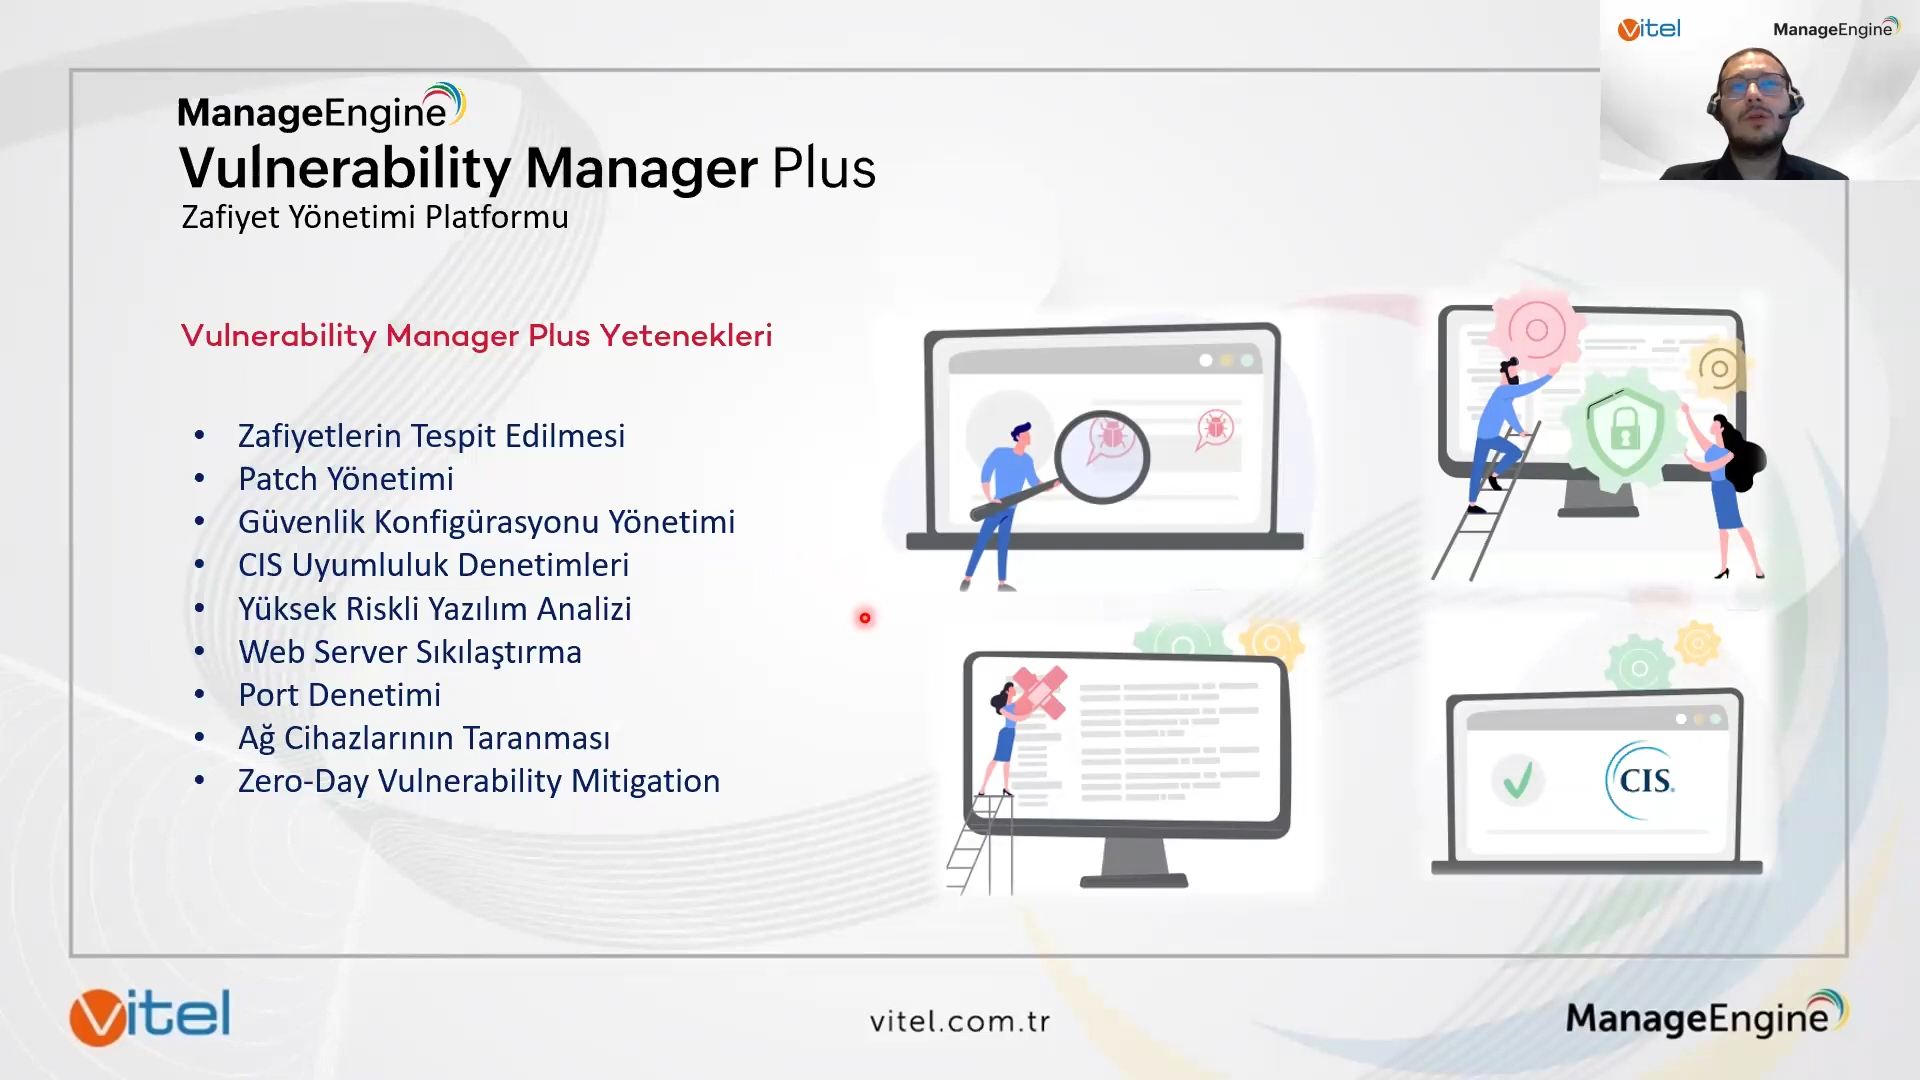 vitel
ManageEngine
ManageEngine
Vulnerability Manager Plus
Zafiyet Yönetimi Platformu
Vulnerability Manager Plus Yetenekleri
• Zafiyetlerin Tespit Edilmesi
• Patch Yönetimi
• Güvenlik Konfigürasyonu Yönetimi
• CIS Uyumluluk Denetimleri
• Yüksek Riskli Yazılım Analizi
• Web Server Sıkılaştırma
• Port Denetimi
• Ağ Cihazlarının Taranması
• Zero-Day Vulnerability Mitigation
CIS.
vitel
vitel.com.tr
ManageEngine